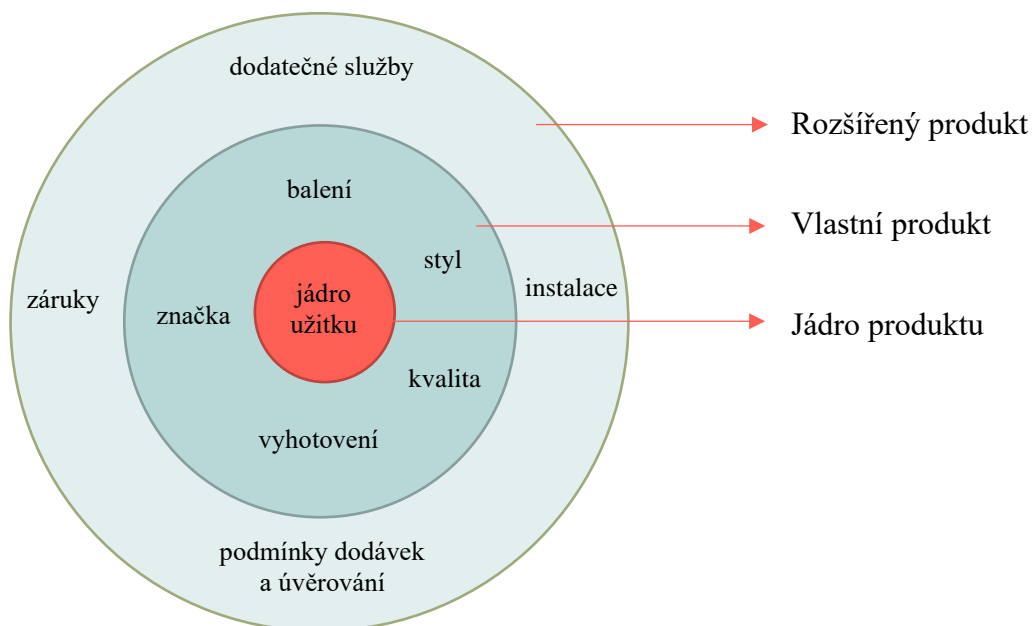 dodatečné služby
Rozšířený produkt
balení
Vlastní produkt
styl
instalace
záruky
jádro
užitku
značka
Jádro produktu
kvalita
vyhotovení
podmínky dodávek
a úvěrování